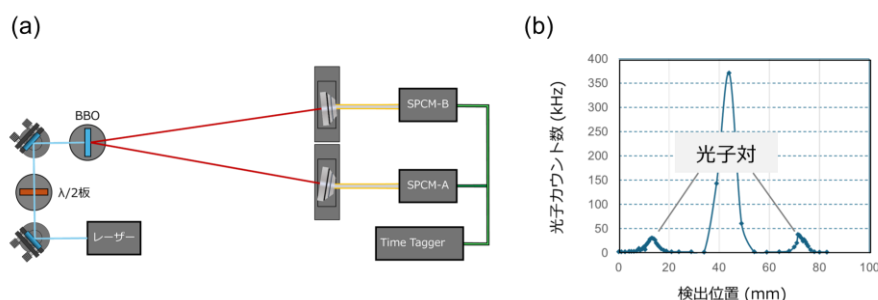 (a)
BBO
λ/2板
レーザー
SPCM-B
SPCM-A
Time Tagger
(b)
光子カウント数 (kHz)
400
350
300
250
200
150
100
50
0
光子対
0 20 40 60 80 100
検出位置 (mm)